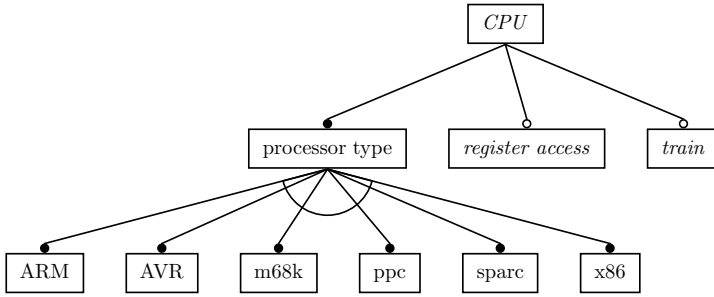 CPU
processor type
register access
train
ARM
AVR
m68k
ppc
sparc
x86